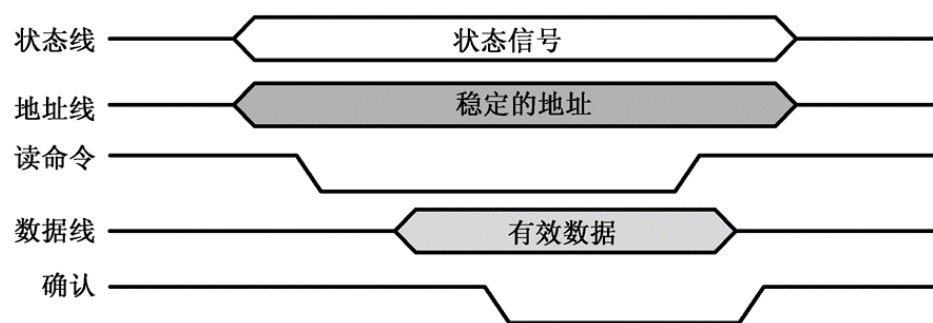 状态线 状态信号
地址线 稳定的地址
读命令
数据线 有效数据
确认